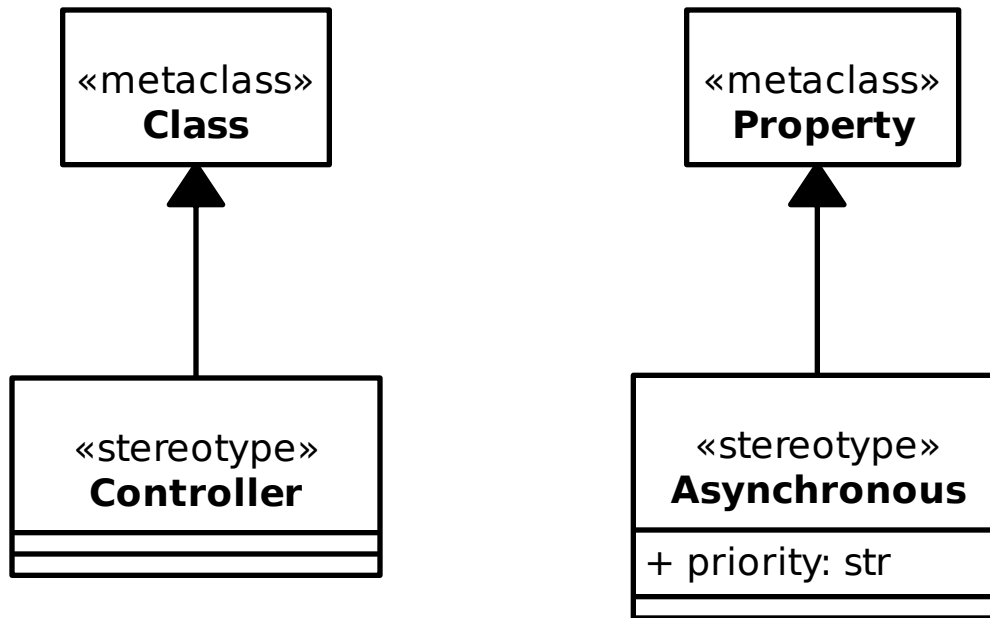 «metaclass»
Class
«metaclass»
Property
«stereotype»
Controller
«stereotype»
Asynchronous
+ priority: str